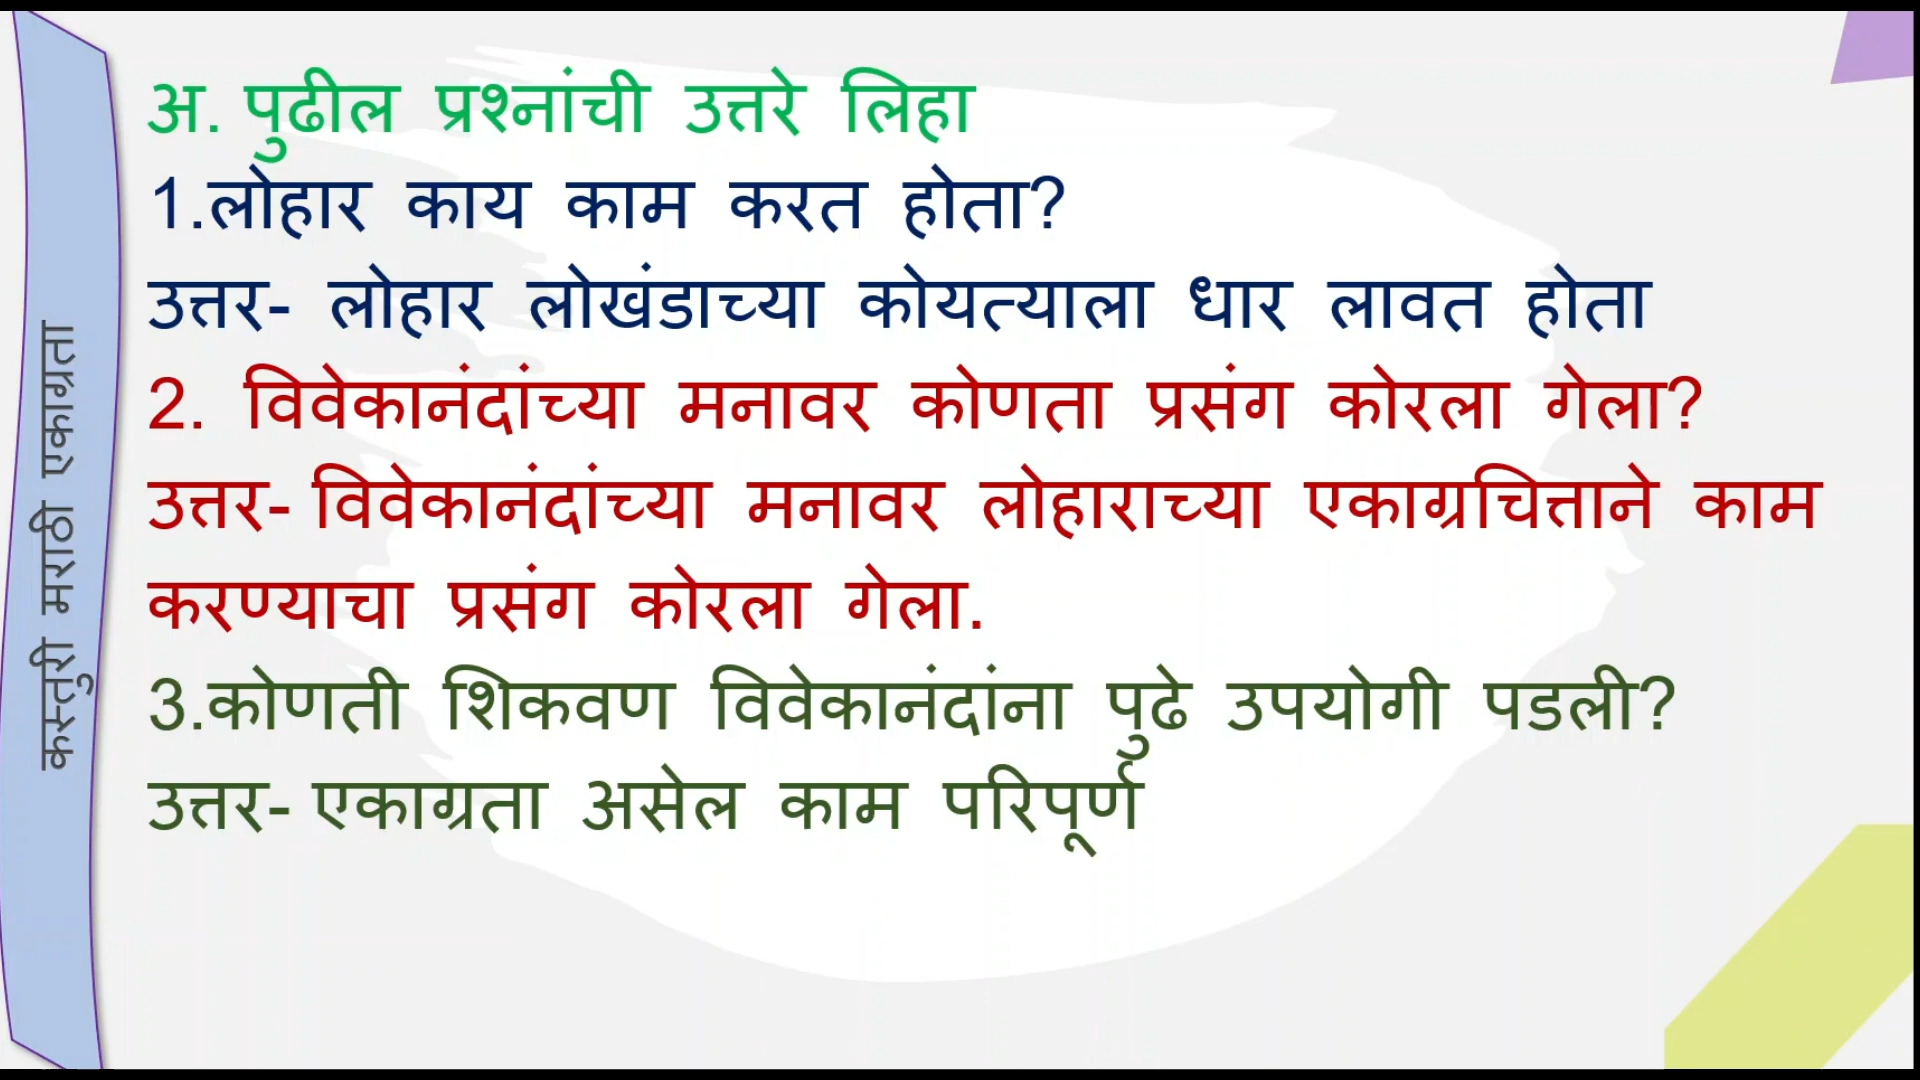 अ. पुढील प्रश्नांची उत्तरे लिहा
1.लोहार काय काम करत होता?
उत्तर- लोहार लोखंडाच्या कोयत्याला धार लावत होता
2. विवेकानंदांच्या मनावर कोणता प्रसंग कोरला गेला?
उत्तर- विवेकानंदांच्या मनावर लोहाराच्या एकाग्रचित्ताने काम
करण्याचा प्रसंग कोरला गेला.
3.कोणती शिकवण विवेकानंदांना पुढे उपयोगी पडली?
उत्तर- एकाग्रता असेल काम परिपूर्ण
कस्तुरी मराठी एकाग्रता